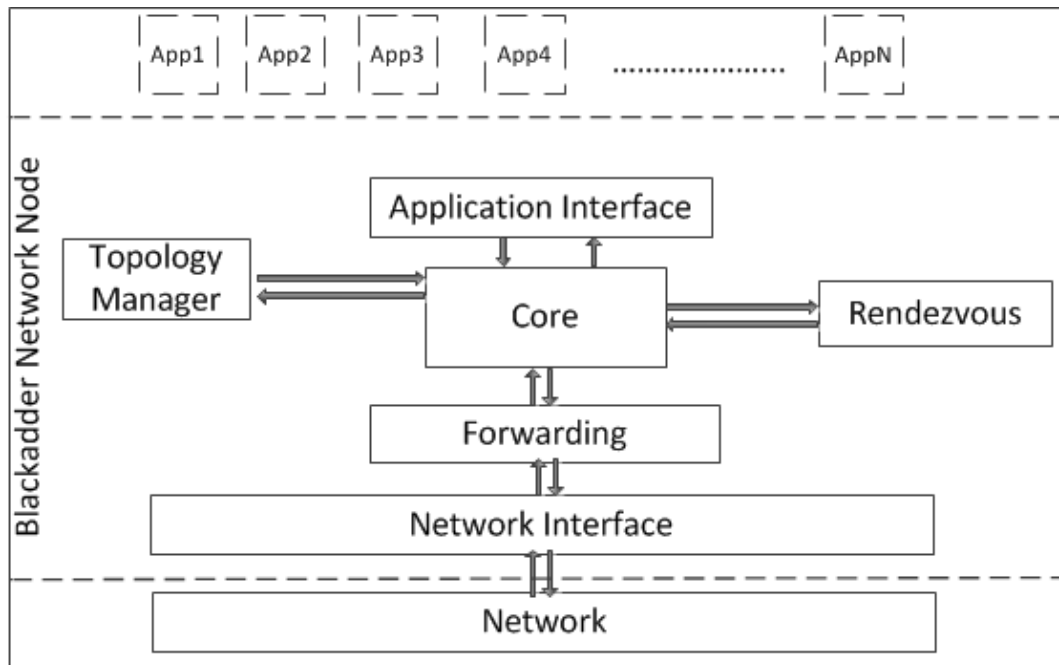 App1 App2 App3 App4 ........................ AppN
Blackadder Network Node
Application Interface
Topology
Manager
Core
Rendezvous
Forwarding
Network Interface
Network